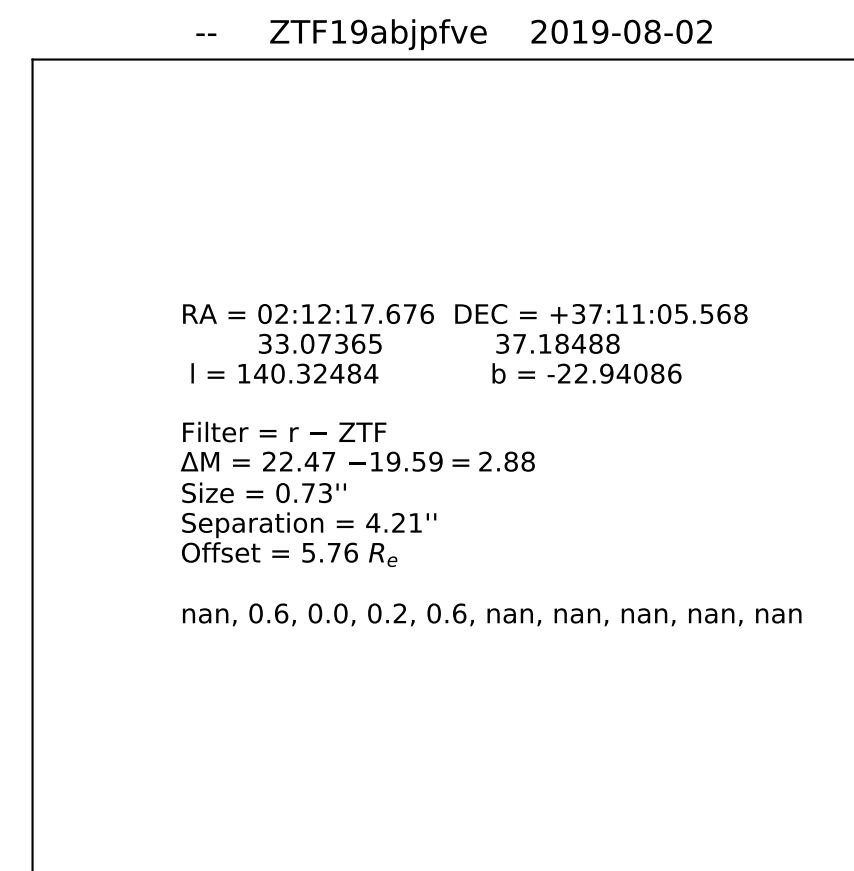 -- ZTF19abjpfve 2019-08-02
RA = 02:12:17.676 DEC = +37:11:05.568
33.07365 37.18488
l = 140.32484 b = -22.94086
Filter = r − ZTF
ΔM = 22.47 −19.59 = 2.88
Size = 0.73''
Separation = 4.21''
Offset = 5.76 Re
nan, 0.6, 0.0, 0.2, 0.6, nan, nan, nan, nan, nan